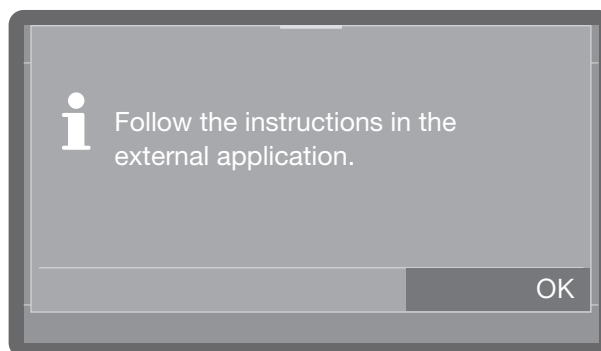 Follow the instructions in the
external application.
OK